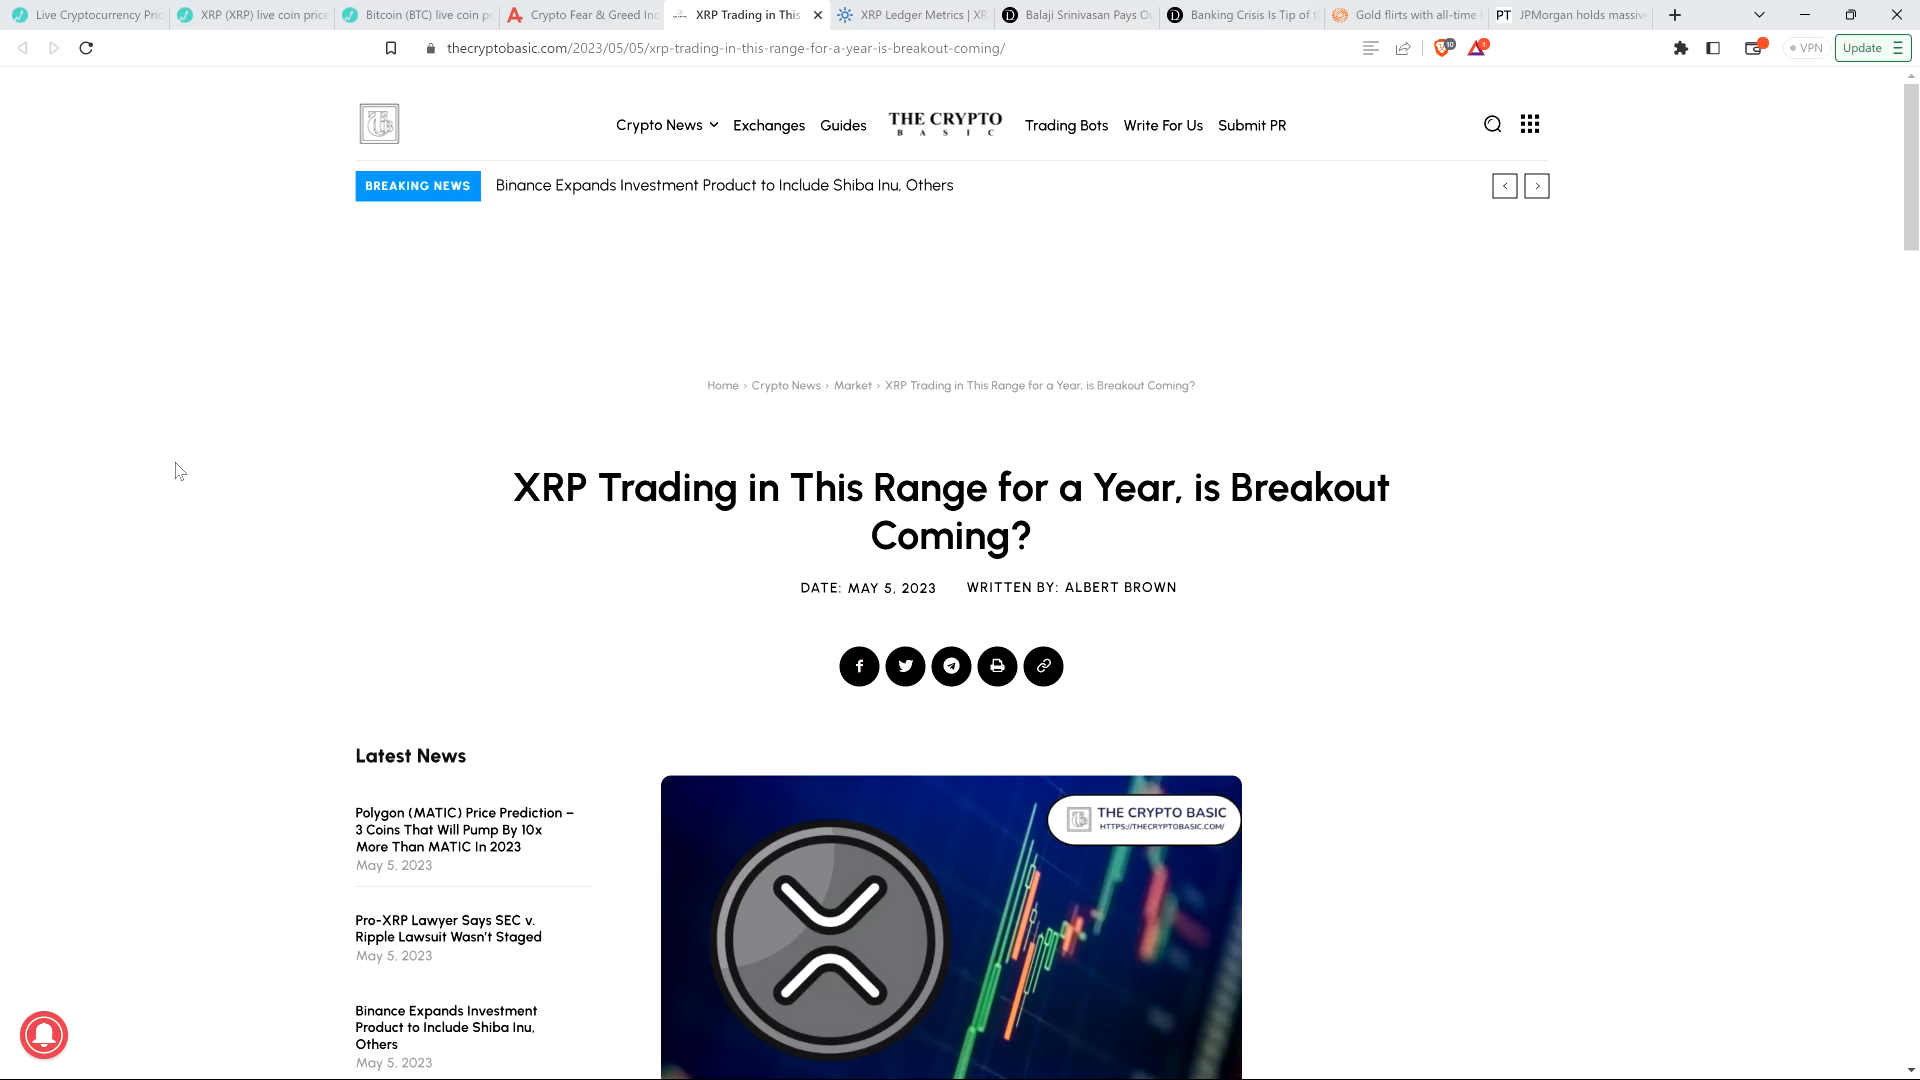 Live Cryptocurrency Pric
XRP (XRP) live coin price
Bitcoin (BTC) live coin pr
Crypto Fear & Greed Ind
XRP Trading in This
XRP Ledger Metrics | XR
Balaji Srinivasan Pays O
Banking Crisis Is Tip of t
Gold flirts with all-time
PT JPMorgan holds massiv
thecryptobasic.com/2023/05/05/xrp-trading-in-this-range-for-a-year-is-breakout-coming/
10
1
VPN
Update
Crypto News
Exchanges
Guides
THE CRYPTO
BASIC
Trading Bots
Write For Us
Submit PR
BREAKING NEWS
Binance Expands Investment Product to Include Shiba Inu, Others
Home › Crypto News › Market › XRP Trading in This Range for a Year, is Breakout Coming?
XRP Trading in This Range for a Year, is Breakout
Coming?
DATE: MAY 5, 2023
WRITTEN BY: ALBERT BROWN
Latest News
Polygon (MATIC) Price Prediction –
3 Coins That Will Pump By 10x
More Than MATIC In 2023
May 5, 2023
Pro-XRP Lawyer Says SEC v.
Ripple Lawsuit Wasn't Staged
May 5, 2023
Binance Expands Investment
Product to Include Shiba Inu,
Others
May 5, 2023
THE CRYPTO BASIC
HTTPS://THECRYPTOBASIC.COM/